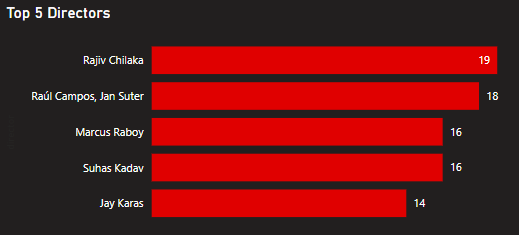 Top 5 Directors
Rajiv Chilaka 19
Raúl Campos, Jan Suter 18
Marcus Raboy 16
Suhas Kadav 16
Jay Karas 14